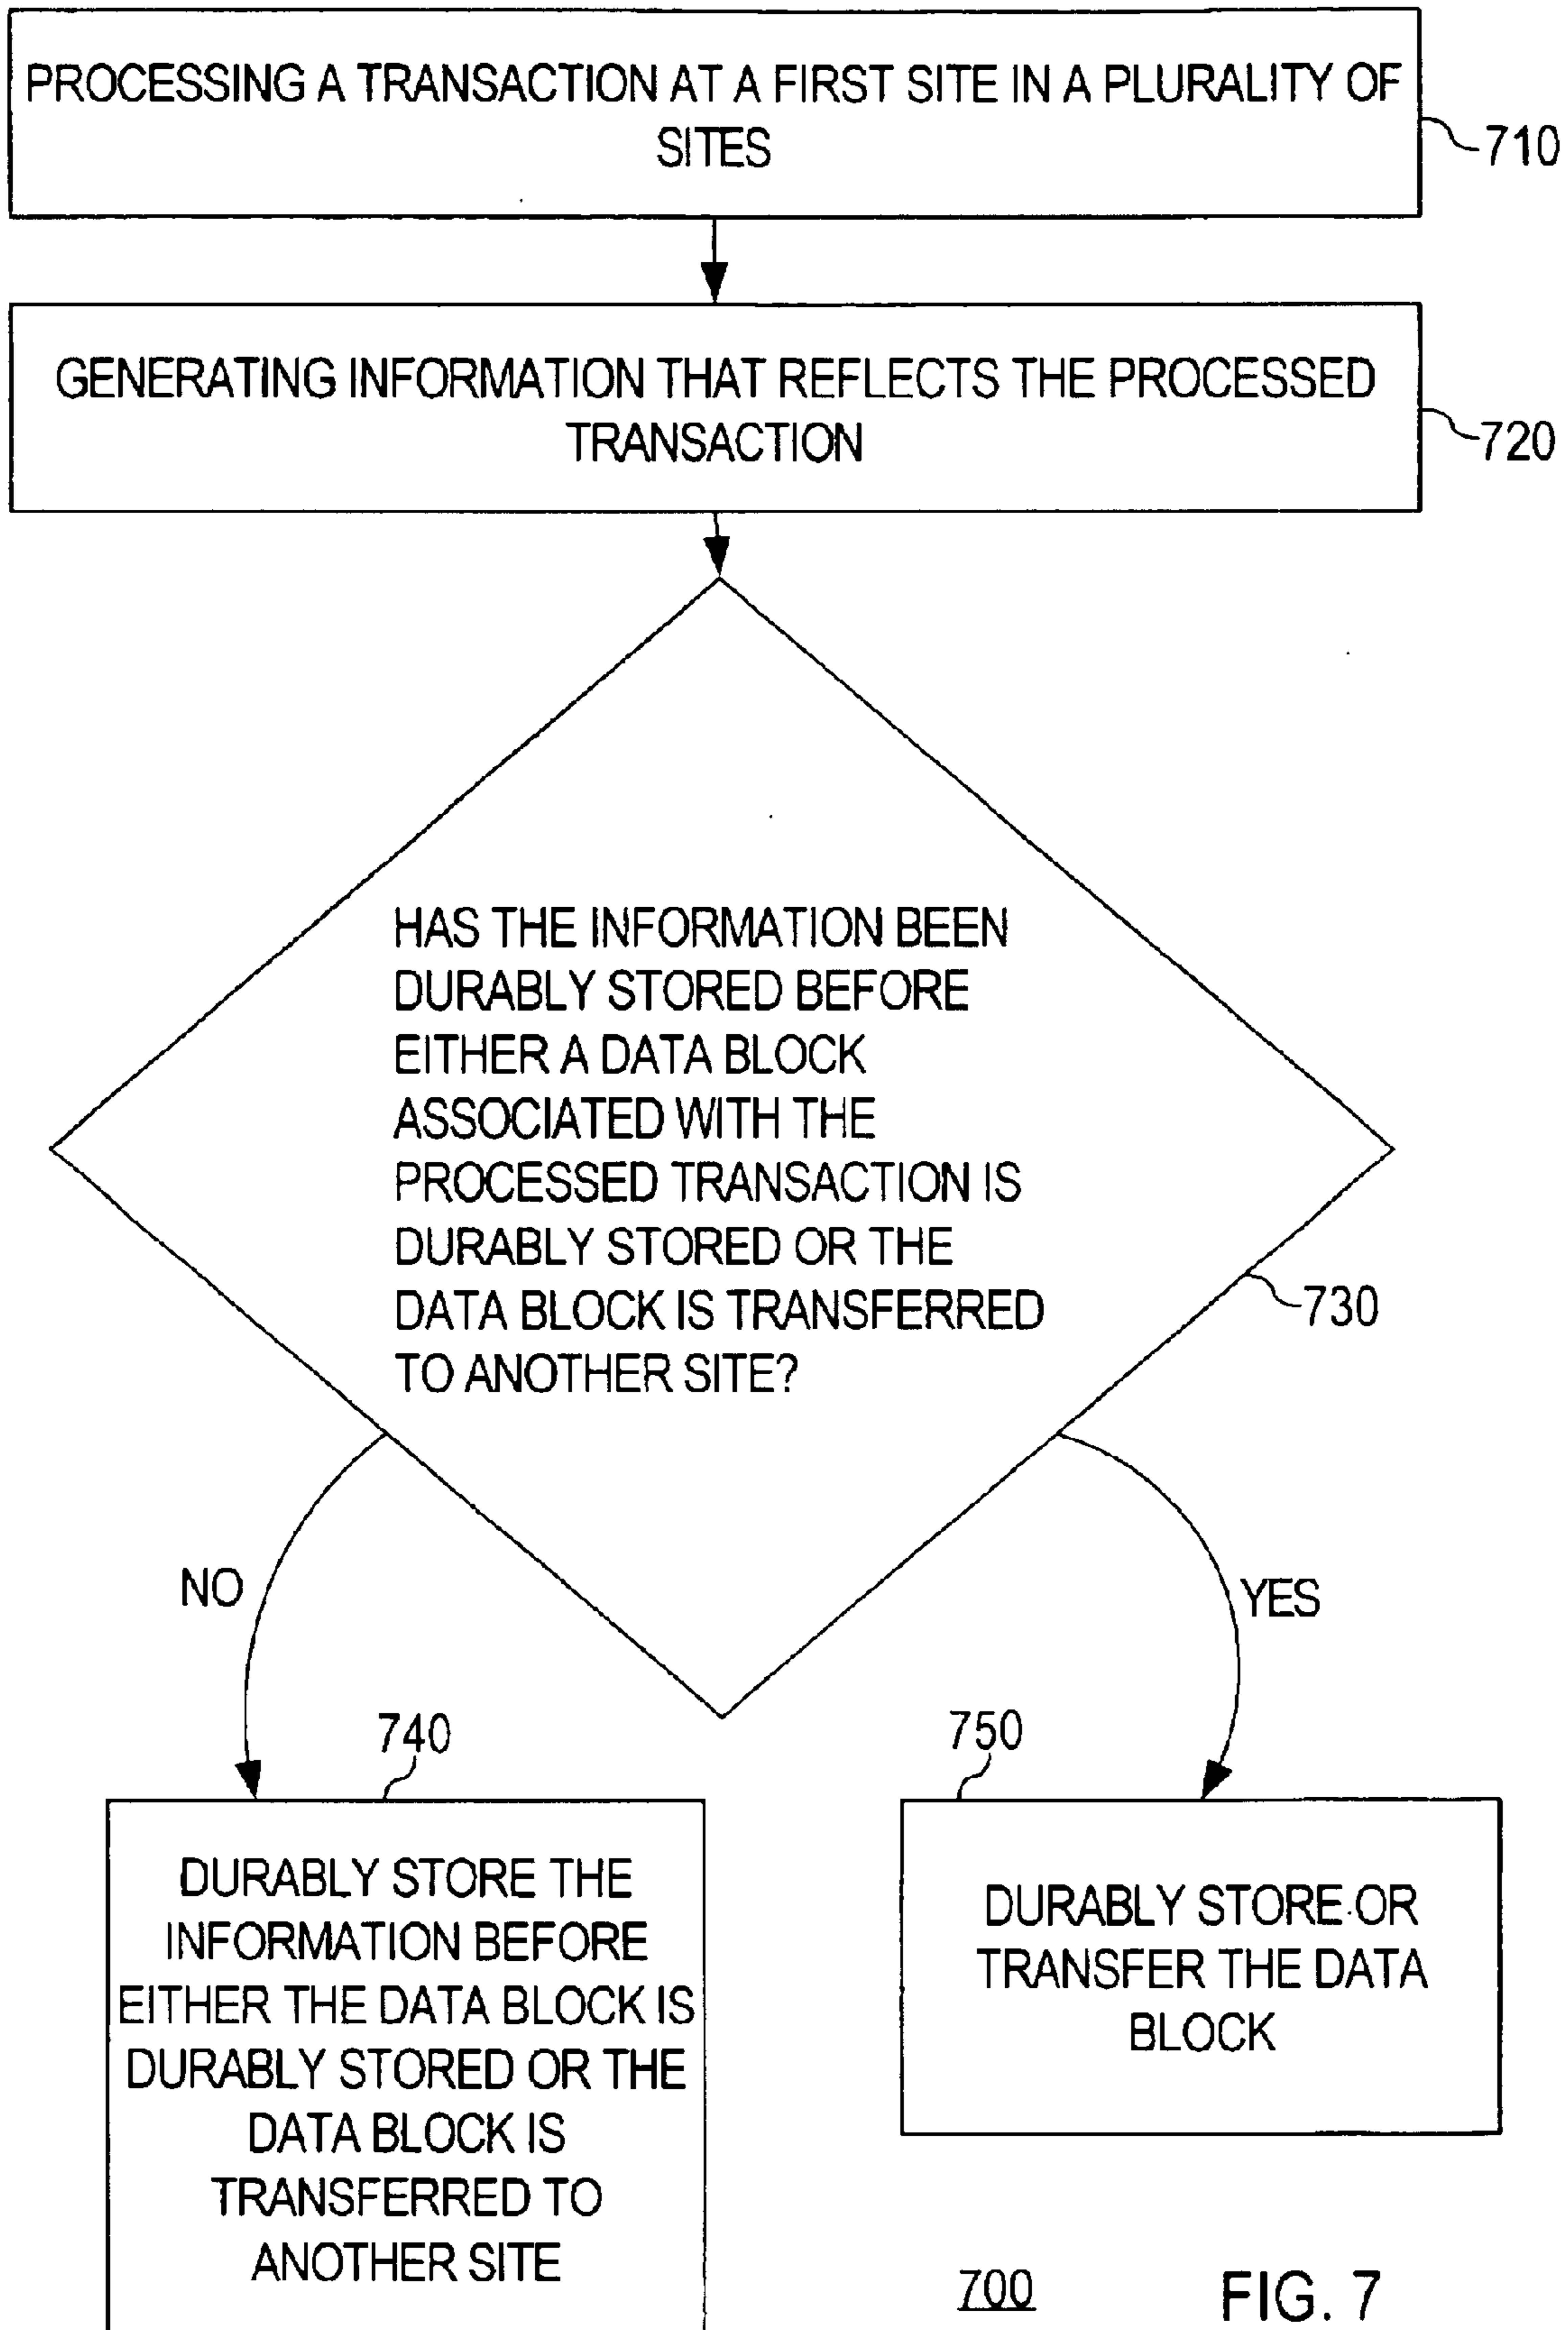 PROCESSING A TRANSACTION AT A FIRST SITE IN A PLURALITY OF
SITES
710
GENERATING INFORMATION THAT REFLECTS THE PROCESSED
TRANSACTION
720
HAS THE INFORMATION BEEN
DURABLY STORED BEFORE
EITHER A DATA BLOCK
ASSOCIATED WITH THE
PROCESSED TRANSACTION IS
DURABLY STORED OR THE
DATA BLOCK IS TRANSFERRED
TO ANOTHER SITE?
730
NO
YES
740
750
DURABLY STORE THE
INFORMATION BEFORE
EITHER THE DATA BLOCK IS
DURABLY STORED OR THE
DATA BLOCK IS
TRANSFERRED TO
ANOTHER SITE
DURABLY STORE OR
TRANSFER THE DATA
BLOCK
700
FIG. 7